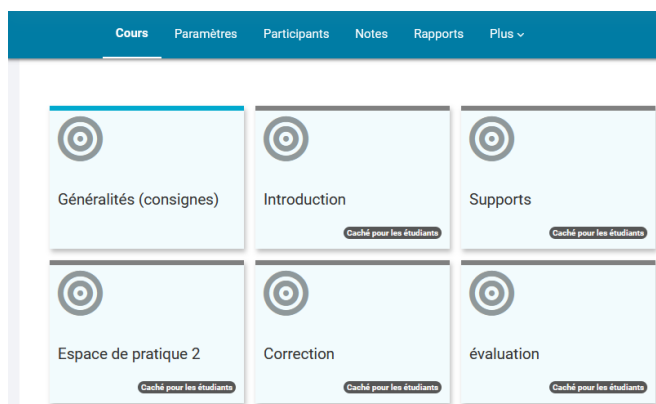 Cours Paramètres Participants Notes Rapports Plus
Généralités (consignes) Introduction Supports
Caché pour les étudiants Caché pour les étudiants
Espace de pratique 2 Correction évaluation
Caché pour les étudiants Caché pour les étudiants Caché pour les étudiants